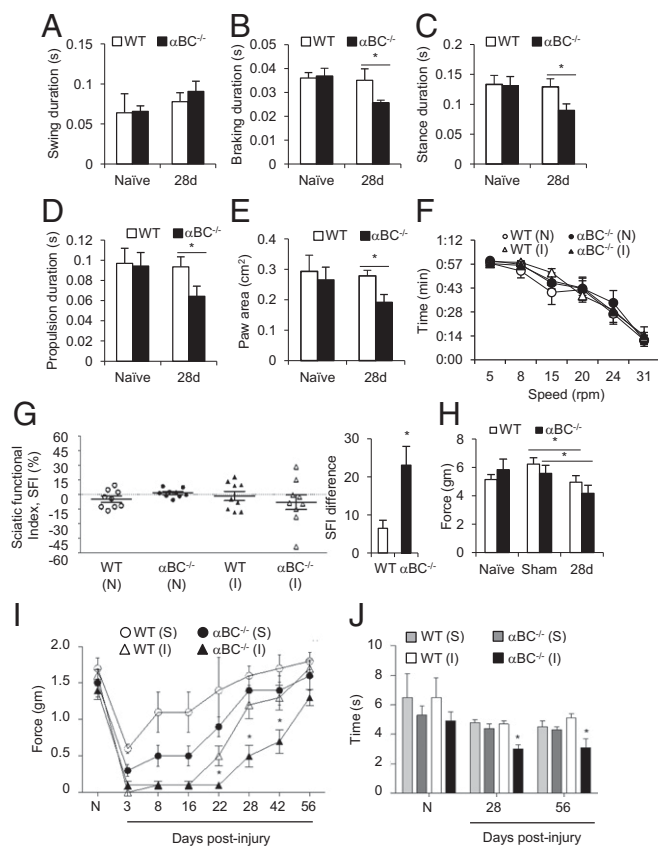 A
WT αBC⁻/⁻
Swing duration (s)
0.2
0.15
0.1
0.05
0
Naïve 28d
B
WT αBC⁻/⁻
Braking duration (s)
0.05
0.04
0.03
0.02
0.01
0
*
Naïve 28d
C
WT αBC⁻/⁻
Stance duration (s)
0.25
0.2
0.15
0.1
0.05
0
*
Naïve 28d
D
WT αBC⁻/⁻
Propulsion duration (s)
0.15
0.12
0.09
0.06
0.03
0
*
Naïve 28d
E
WT αBC⁻/⁻
Paw area (cm²)
0.4
0.3
0.2
0.1
0
*
Naïve 28d
F
WT (N) αBC⁻/⁻ (N)
WT (I) αBC⁻/⁻ (I)
Time (min)
1:12
0:57
0:43
0:28
0:14
0:00
5 8 15 20 24 31
Speed (rpm)
G
Sciatic functional
Index, SFI (%)
60
45
30
15
0
-15
-30
-45
-60
WT αBC⁻/⁻ WT αBC⁻/⁻
(N) (N) (I) (I)
SFI difference
30
20
10
0
*
WT αBC⁻/⁻
H
WT
αBC⁻/⁻
Force (gm)
8
6
4
2
0
*
*
Naïve Sham 28d
I
WT (S) αBC⁻/⁻ (S)
WT (I) αBC⁻/⁻ (I)
Force (gm)
2.0
1.5
1.0
0.5
0
* * *
N 3 8 16 22 28 42 56
Days post-injury
J
WT (S) αBC⁻/⁻ (S)
WT (I) αBC⁻/⁻ (I)
Time (s)
10
8
6
4
2
0
* *
N 28 56
Days post-injury